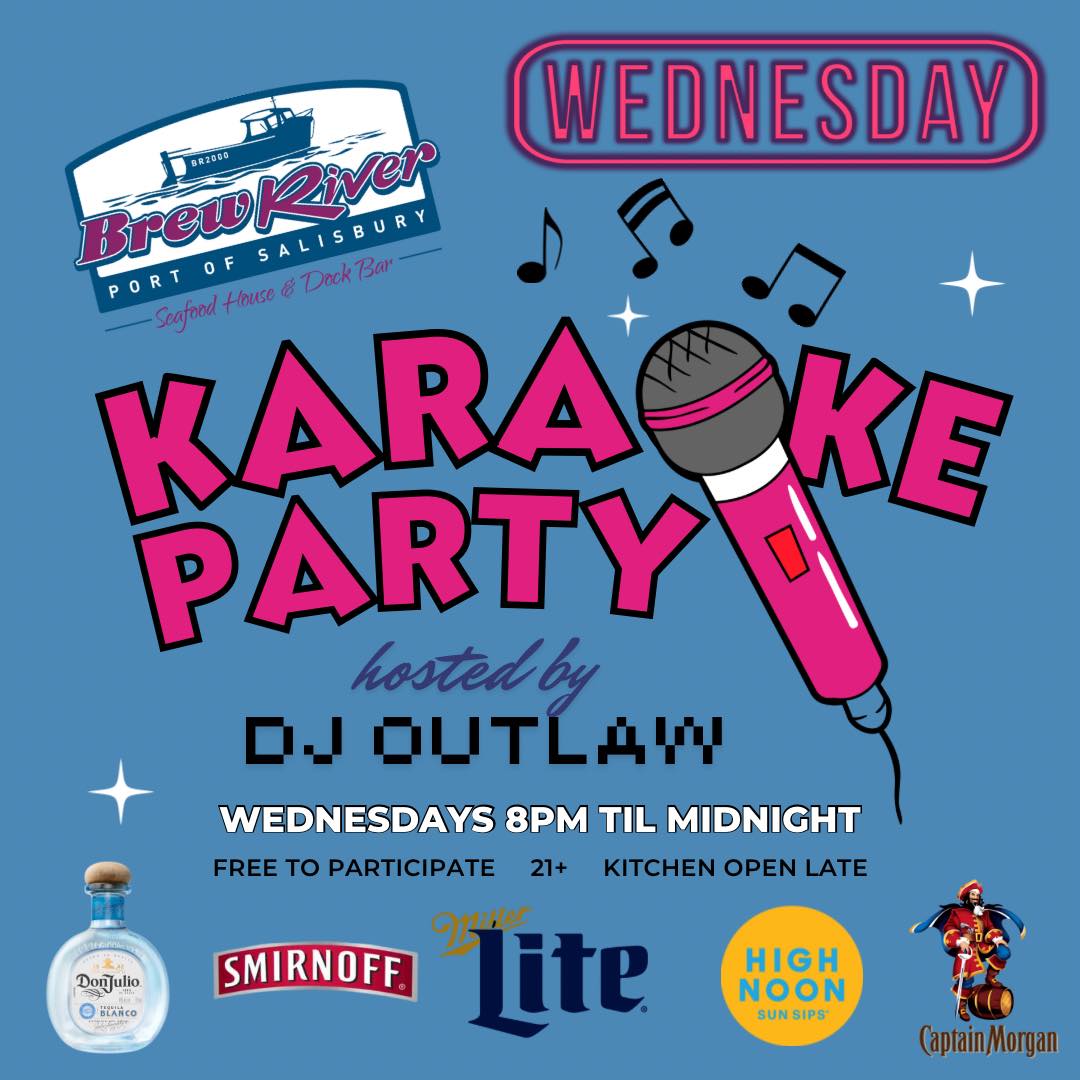 WEDNESDAY
BR2000
Brew River
PORT OF SALISBURY
Seafood House & Dock Bar
KARAOKE
PARTY
hosted by
DJ OUTLAW
WEDNESDAYS 8PM TIL MIDNIGHT
FREE TO PARTICIPATE 21+ KITCHEN OPEN LATE
Don Julio
TEQUILA
BLANCO
SMIRNOFF
Miller
Lite
HIGH
NOON
SUN SIPS
Captain Morgan